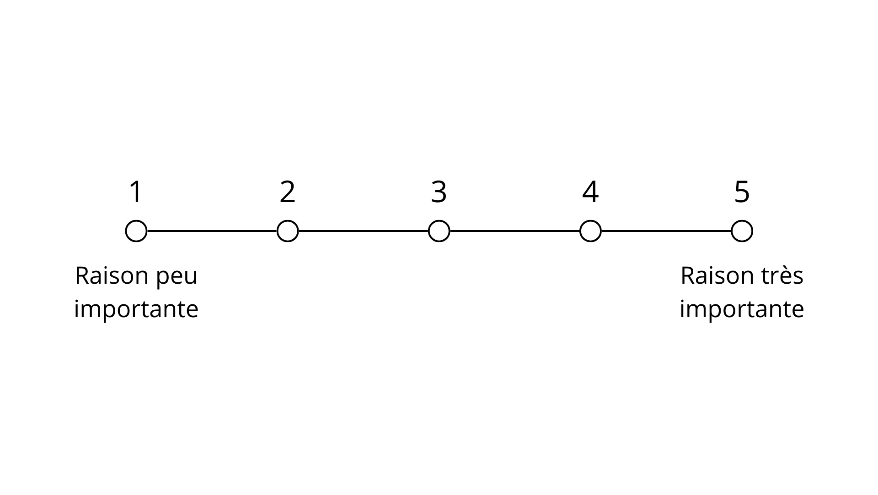 1 2 3 4 5
Raison peu
importante
Raison très
importante